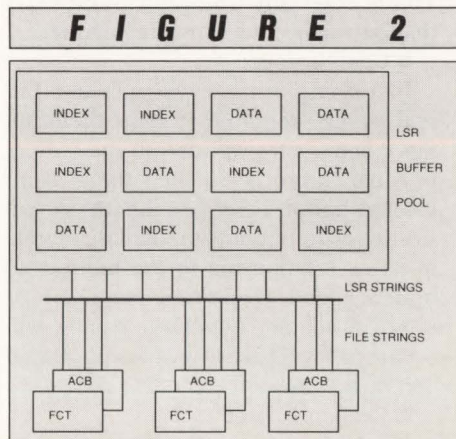 FIGURE 2
INDEX INDEX DATA DATA
LSR
INDEX DATA INDEX DATA
BUFFER
POOL
DATA INDEX DATA INDEX
LSR STRINGS
FILE STRINGS
ACB ACB ACB
FCT FCT FCT